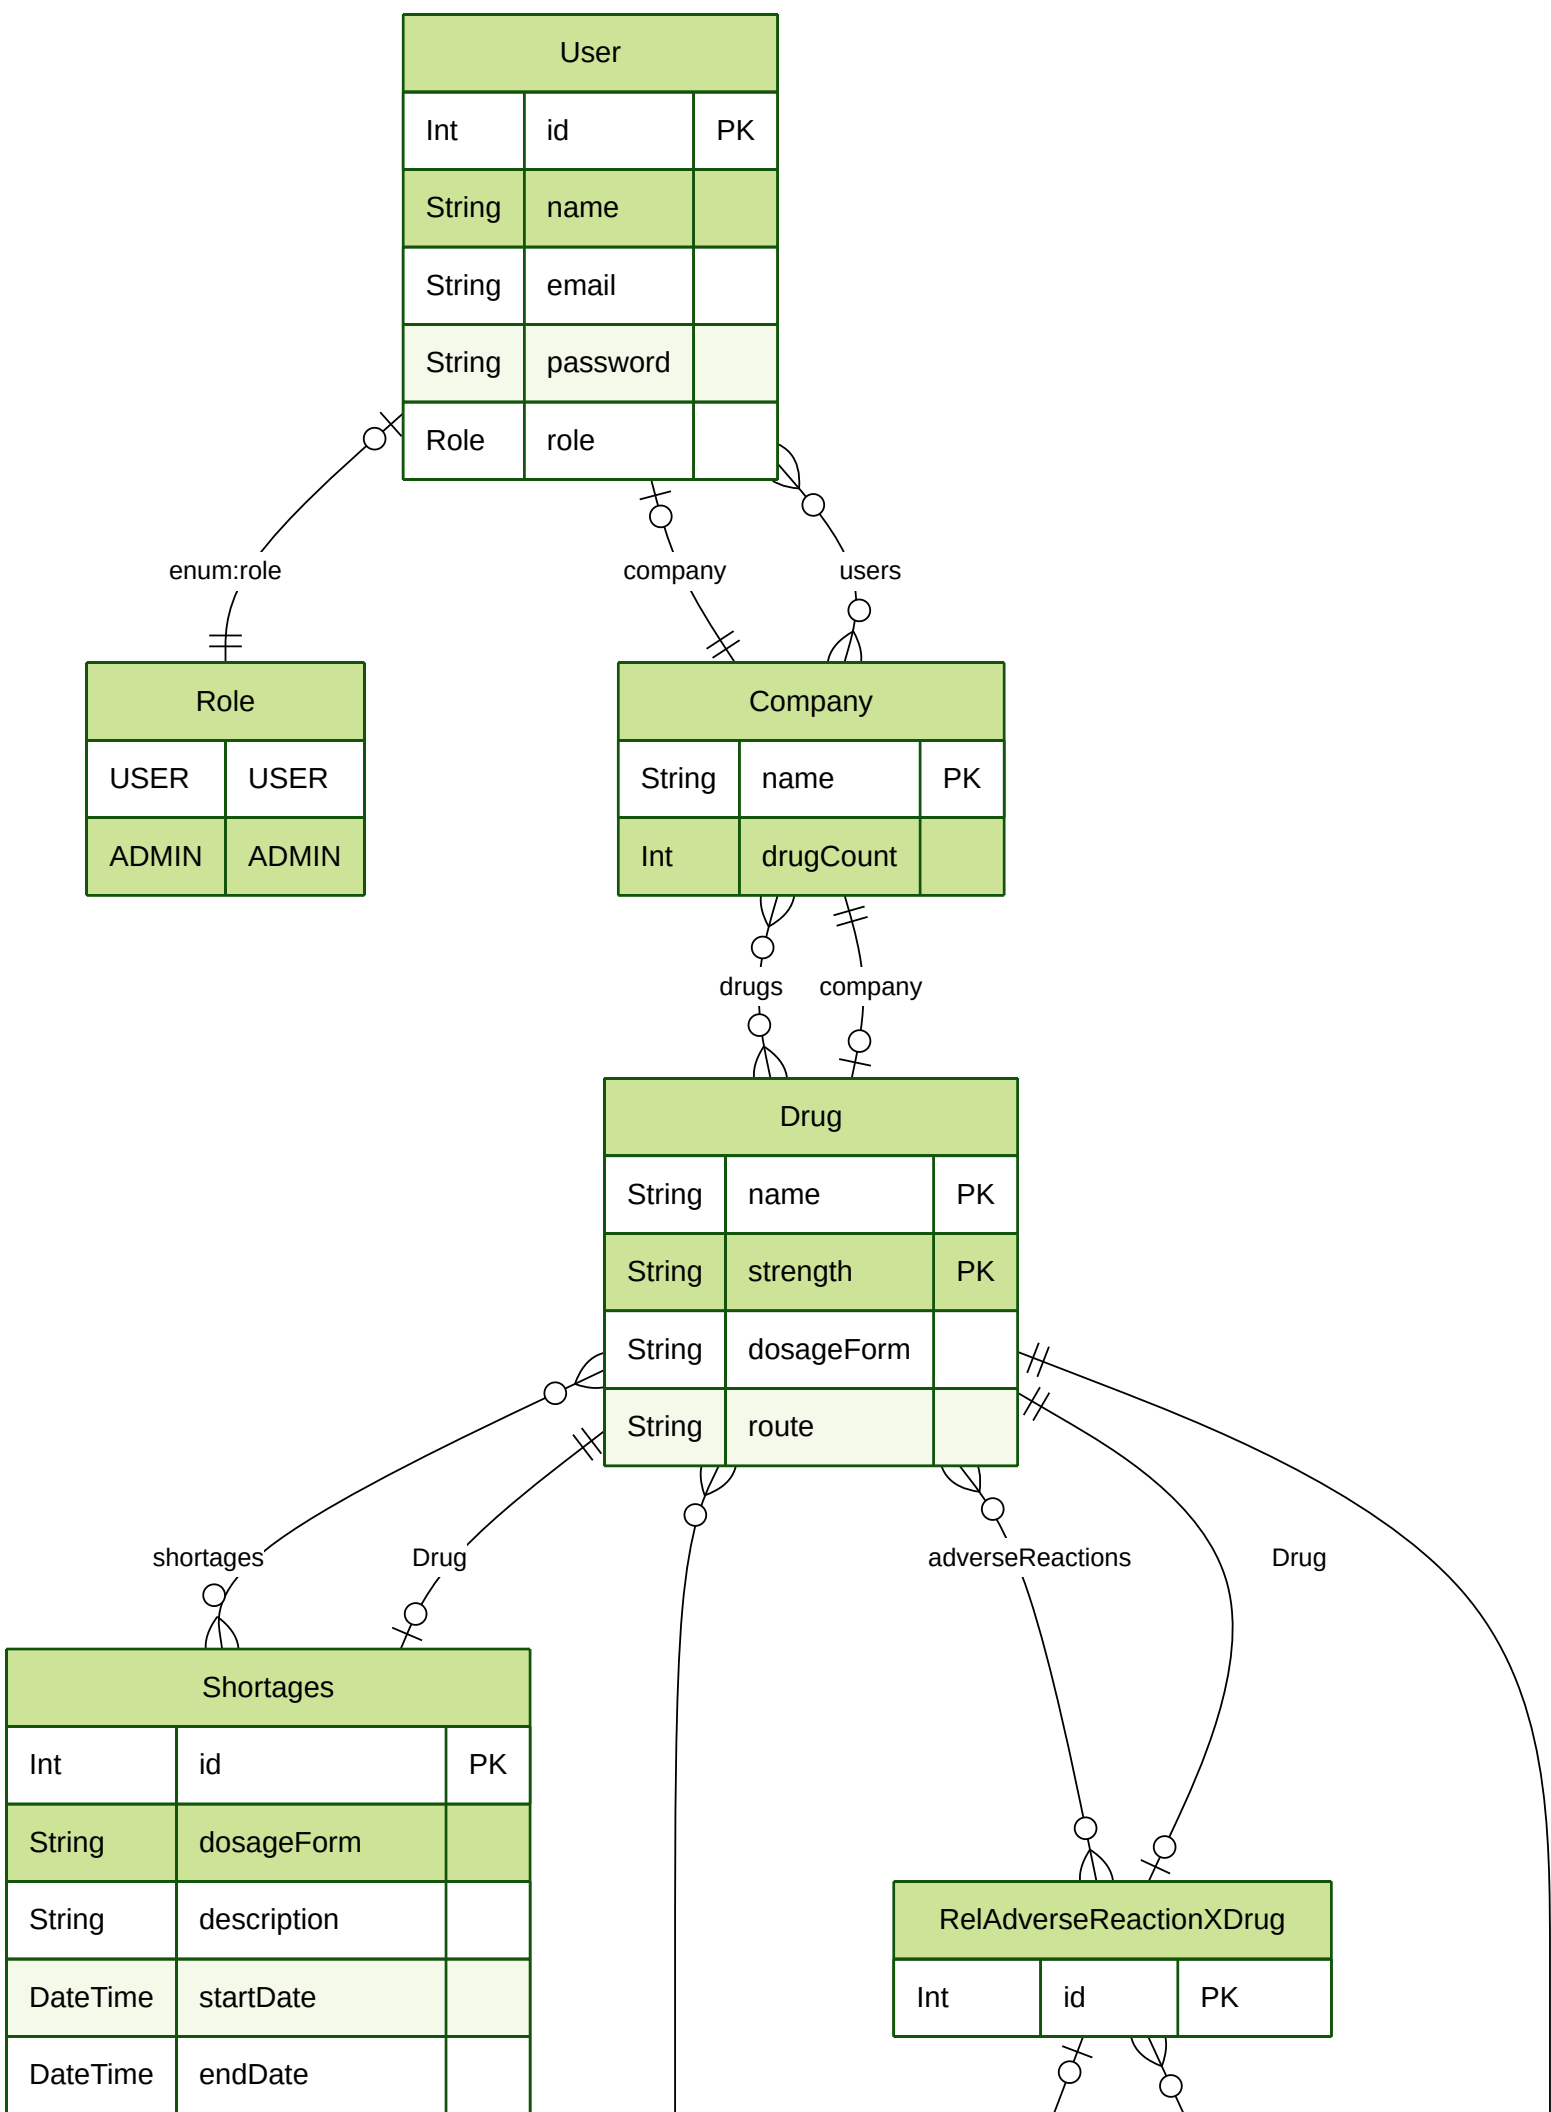 User
Int id PK
String name
String email
String password
Role role
enum:role company users
Role
USER USER
ADMIN ADMIN
Company
String name PK
Int drugCount
drugs company
Drug
String name PK
String strength PK
String dosageForm
String route
shortages Drug adverseReactions Drug
Shortages
Int id PK
String dosageForm
String description
DateTime startDate
DateTime endDate
RelAdverseReactionXDrug
Int id PK